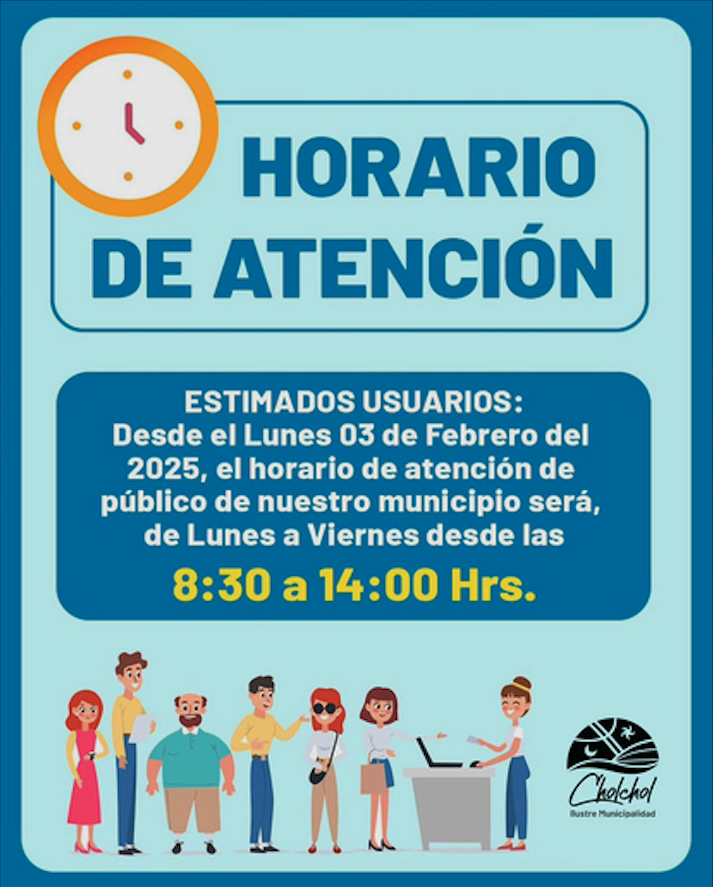 HORARIO
DE ATENCIÓN
ESTIMADOS USUARIOS:
Desde el Lunes 03 de Febrero del
2025, el horario de atención de
público de nuestro municipio será,
de Lunes a Viernes desde las
8:30 a 14:00 Hrs.
Cholchol
Ilustre Municipalidad